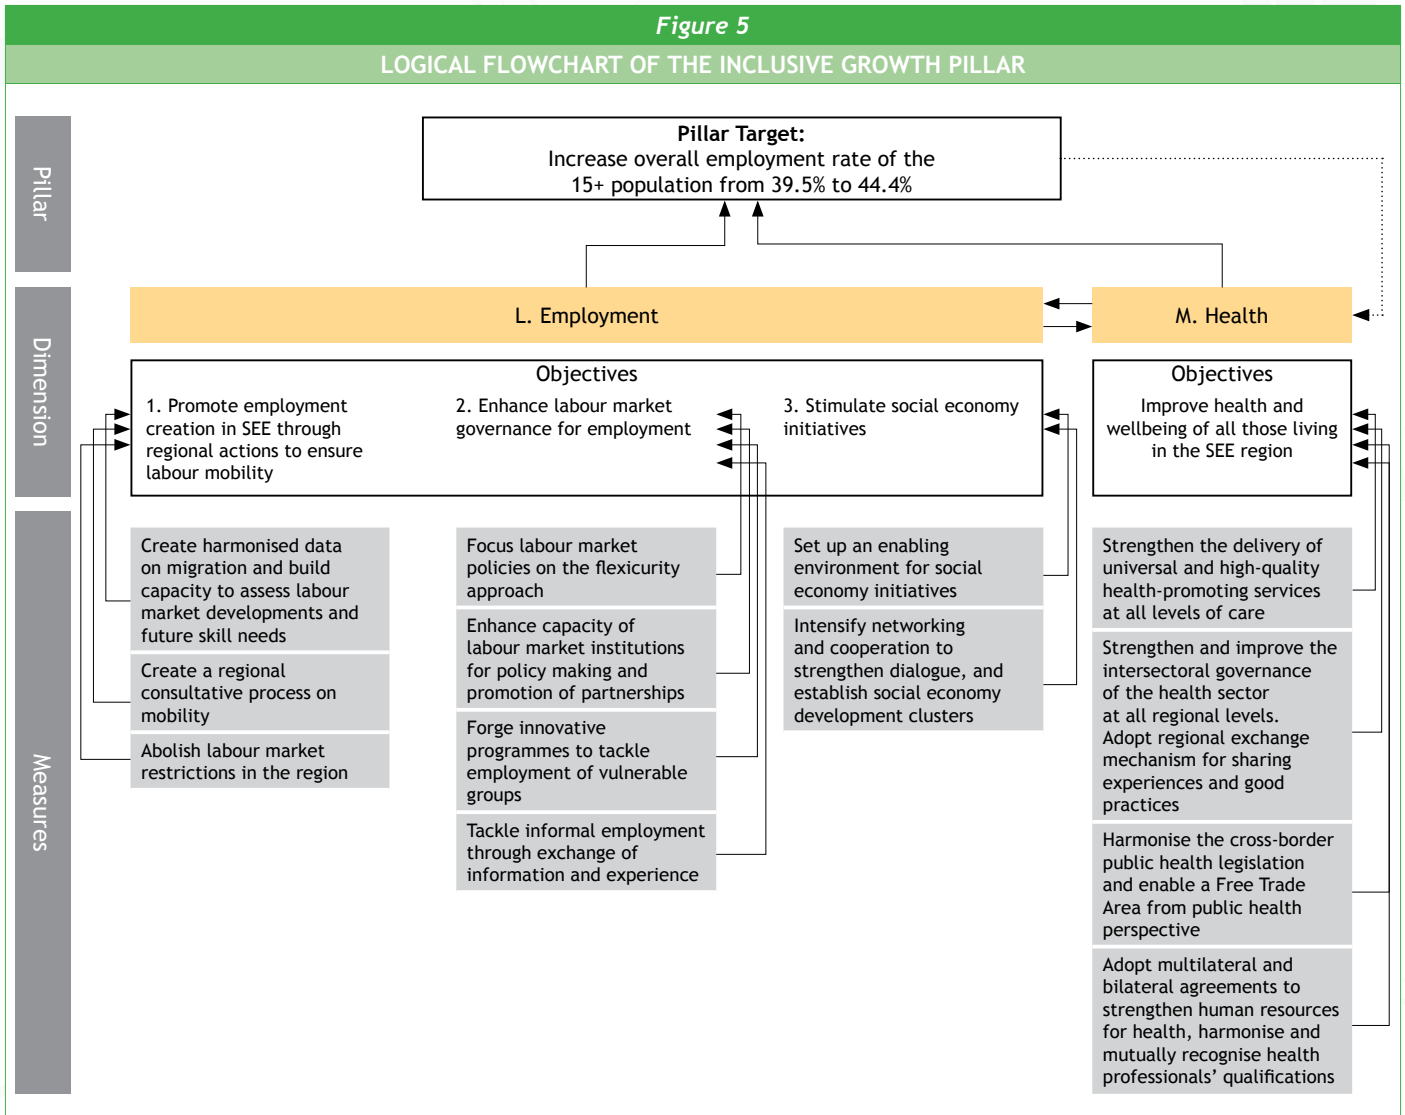 Figure 5
LOGICAL FLOWCHART OF THE INCLUSIVE GROWTH PILLAR
Pillar
Pillar Target:
Increase overall employment rate of the
15+ population from 39.5% to 44.4%
Dimension
L. Employment
M. Health
Objectives
1. Promote employment
creation in SEE through
regional actions to ensure
labour mobility
2. Enhance labour market
governance for employment
3. Stimulate social economy
initiatives
Objectives
Improve health and
wellbeing of all those living
in the SEE region
Measures
Create harmonised data
on migration and build
capacity to assess labour
market developments and
future skill needs
Create a regional
consultative process on
mobility
Abolish labour market
restrictions in the region
Focus labour market
policies on the flexicurity
approach
Enhance capacity of
labour market institutions
for policy making and
promotion of partnerships
Forge innovative
programmes to tackle
employment of vulnerable
groups
Tackle informal employment
through exchange of
information and experience
Set up an enabling
environment for social
economy initiatives
Intensify networking
and cooperation to
strengthen dialogue, and
establish social economy
development clusters
Strengthen the delivery of
universal and high-quality
health-promoting services
at all levels of care
Strengthen and improve the
intersectoral governance
of the health sector
at all regional levels.
Adopt regional exchange
mechanism for sharing
experiences and good
practices
Harmonise the cross-border
public health legislation
and enable a Free Trade
Area from public health
perspective
Adopt multilateral and
bilateral agreements to
strengthen human resources
for health, harmonise and
mutually recognise health
professionals’ qualifications